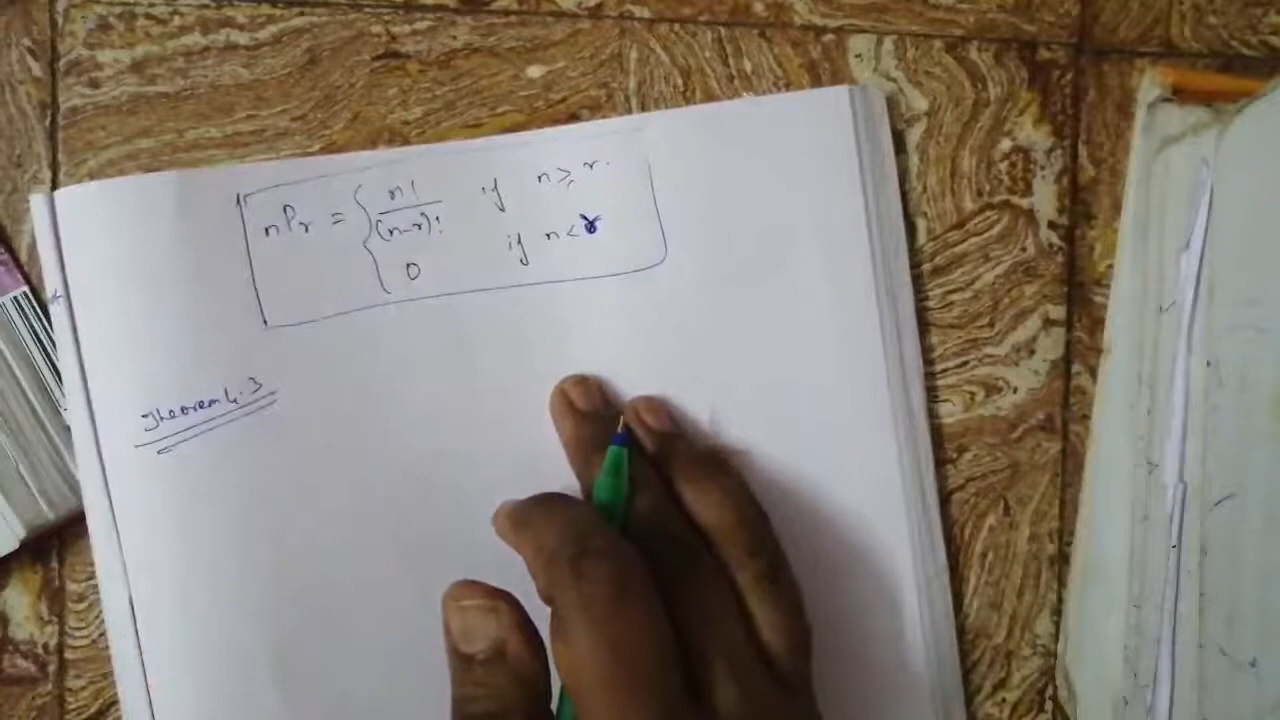 nPr = { n! / (n-r)! if n ≥ r.
0 if n < r
Theorem 4.3